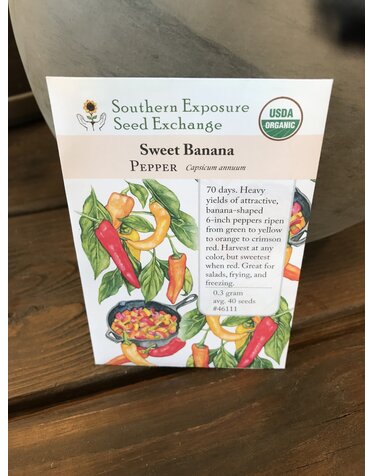 Southern Exposure
Seed Exchange
USDA
ORGANIC
Sweet Banana
PEPPER Capsicum annuum
70 days. Heavy
yields of attractive,
banana-shaped
6-inch peppers ripen
from green to yellow
to orange to crimson
red. Harvest at any
color, but sweetest
when red. Great for
salads, frying, and
freezing.
0.3 gram
avg. 40 seeds
#46111